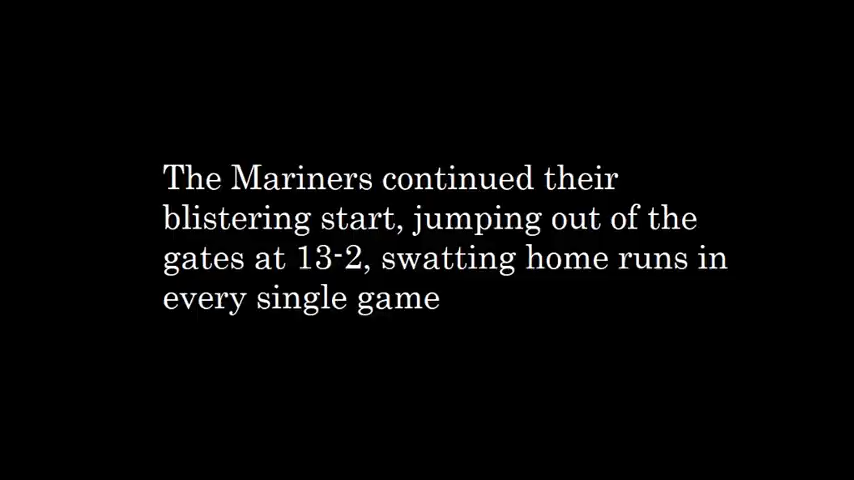 The Mariners continued their
blistering start, jumping out of the
gates at 13-2, swatting home runs in
every single game